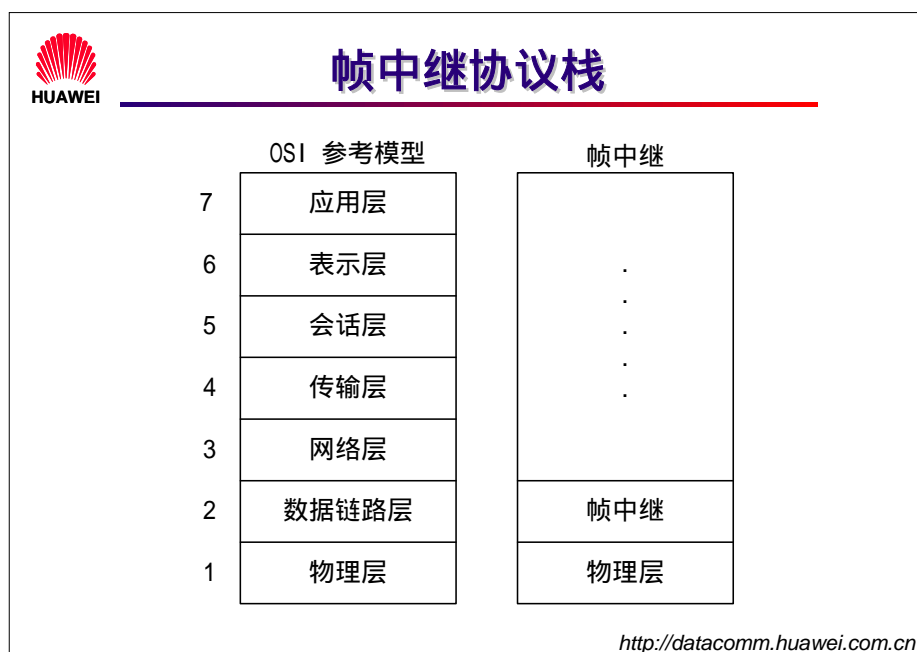 HUAWEI
帧中继协议栈
OSI 参考模型
帧中继
7
应用层
6
表示层
5
会话层
4
传输层
3
网络层
2
数据链路层
帧中继
1
物理层
物理层
http://datacomm.huawei.com.cn